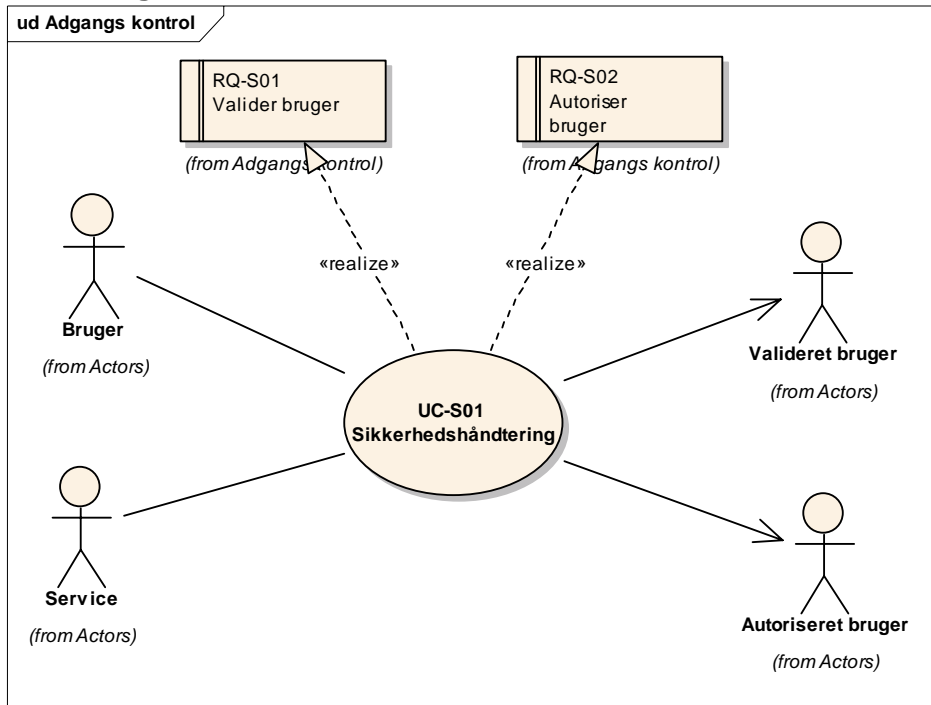 ud Adgangs kontrol
RQ-S01
Valider bruger
(from Adgangs kontrol)
RQ-S02
Autoriser
bruger
(from Adgangs kontrol)
«realize»
«realize»
Bruger
(from Actors)
Valideret bruger
(from Actors)
UC-S01
Sikkerhedshåndtering
Service
(from Actors)
Autoriseret bruger
(from Actors)